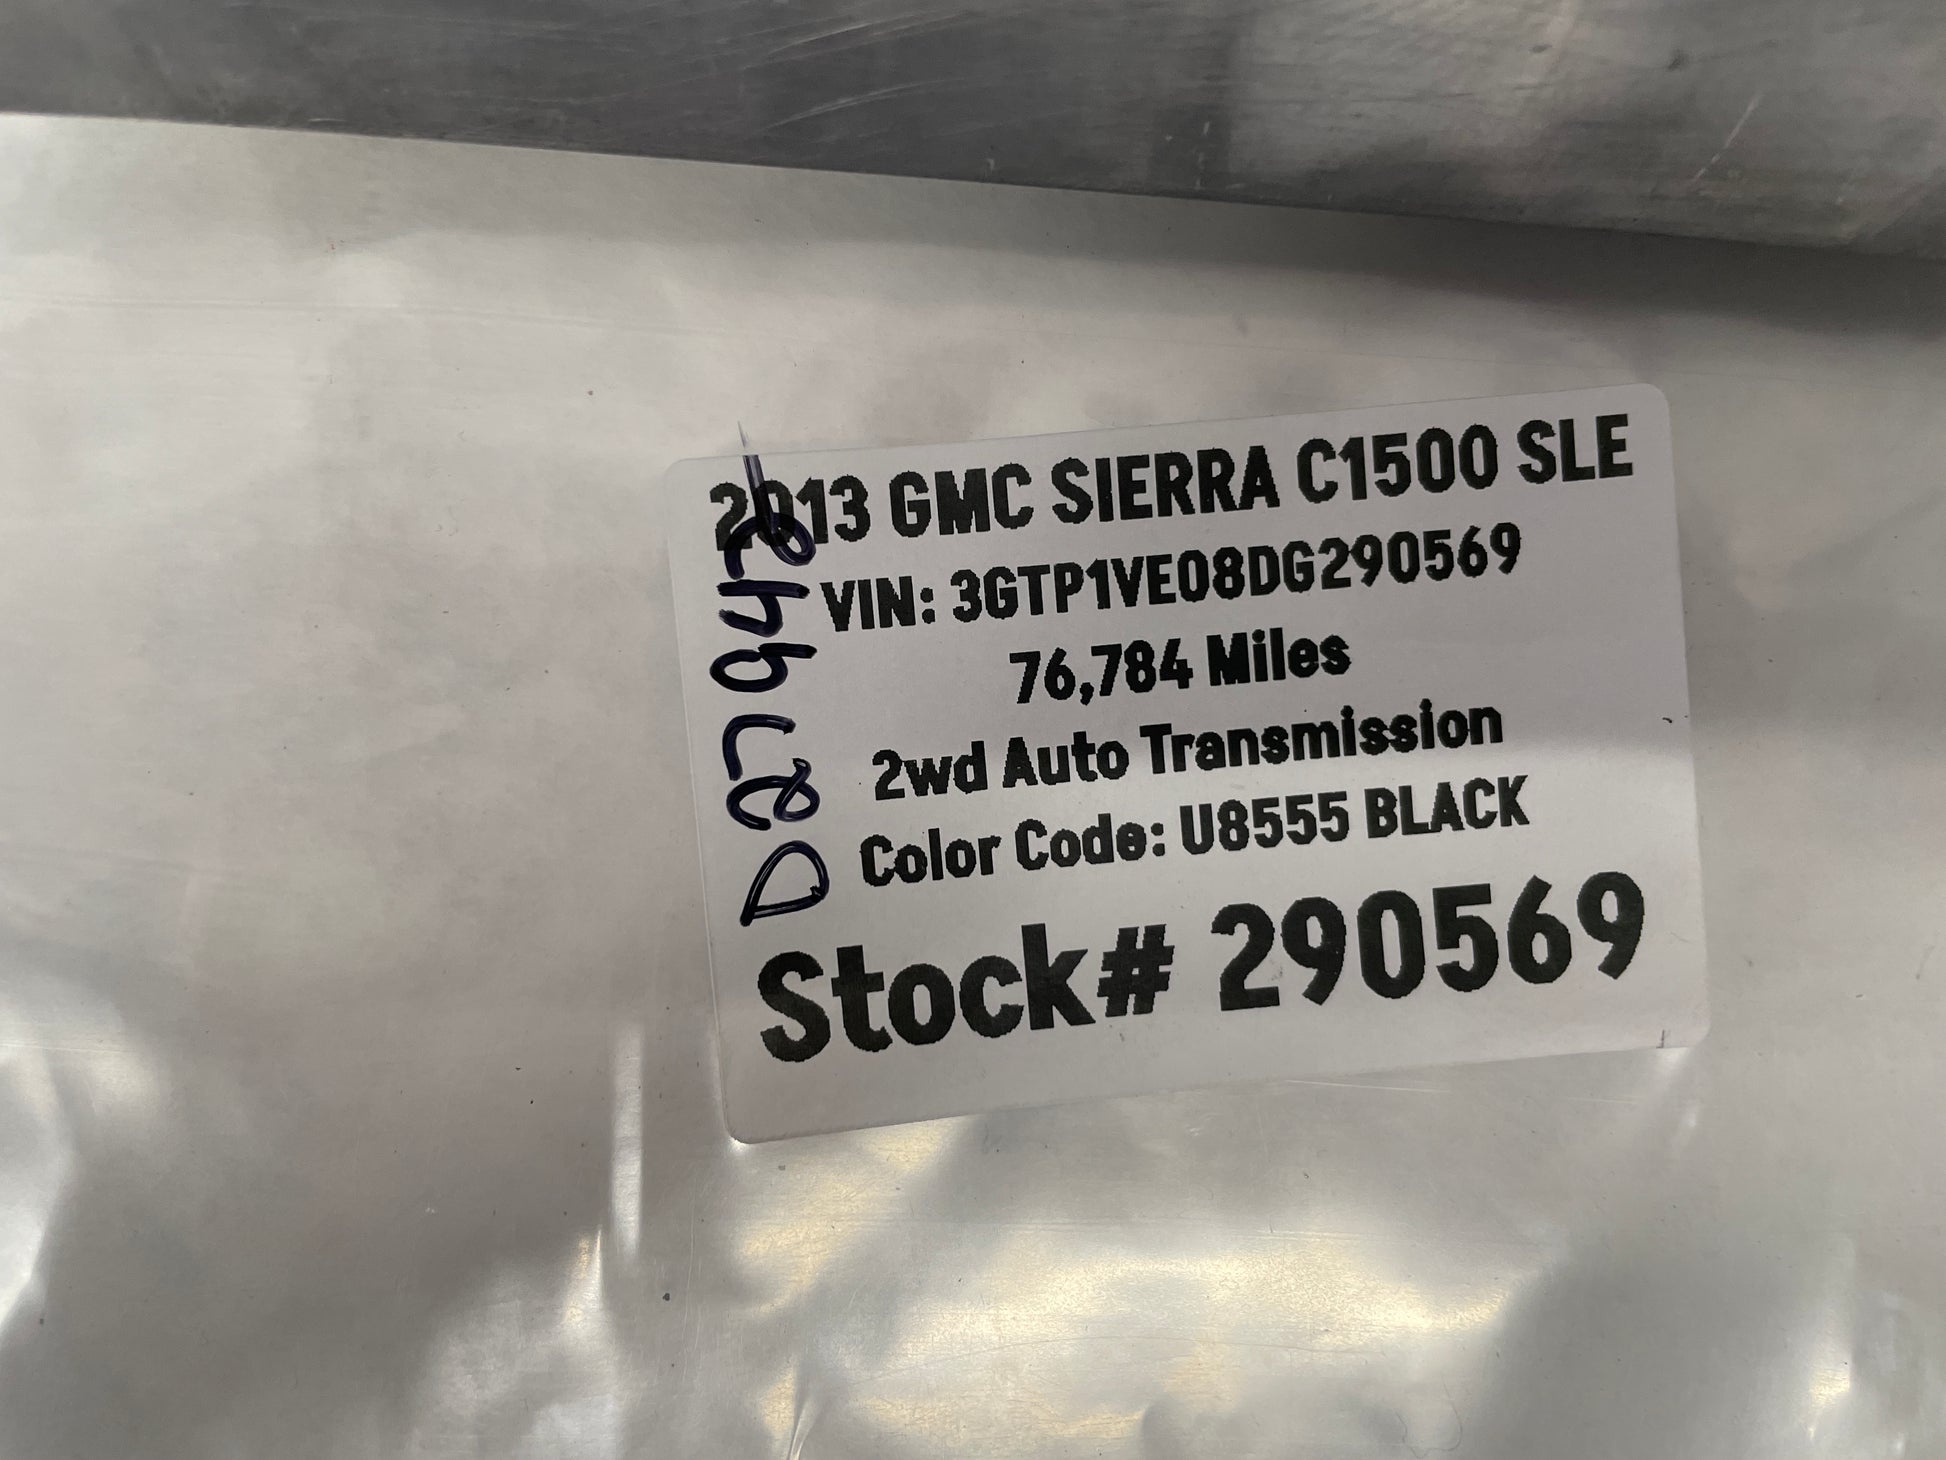 2013 GMC SIERRA C1500 SLE
VIN: 3GTP1VE08DG290569
76,784 Miles
2wd Auto Transmission
Color Code: U8555 BLACK
Stock# 290569
D27942